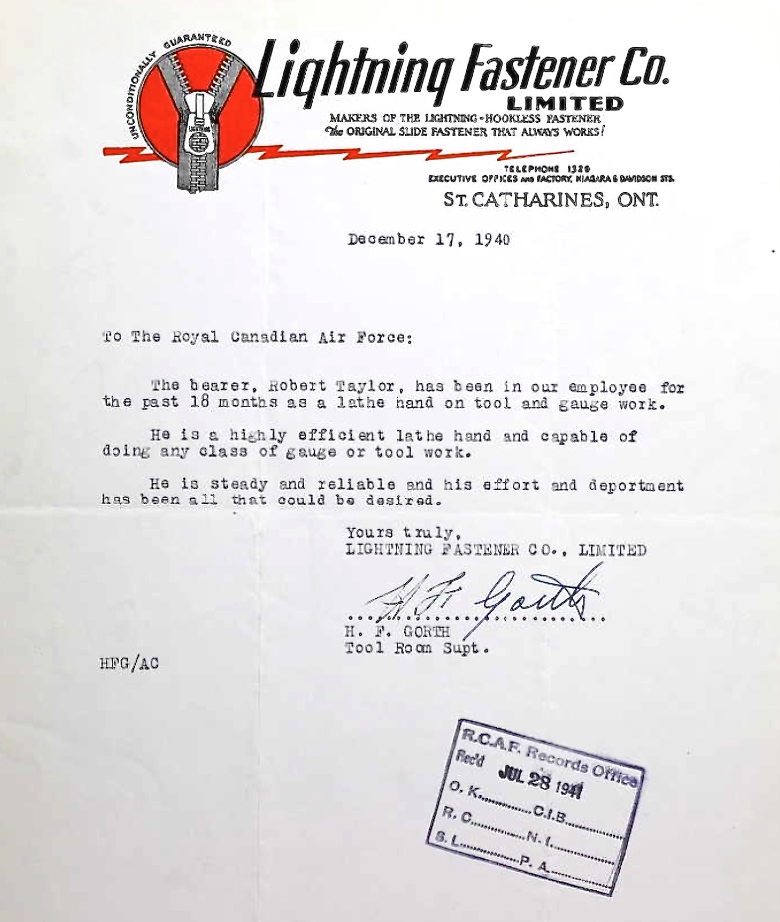 UNCONDITIONALLY GUARANTEED
LIGHTNING
Lightning Fastener Co.
LIMITED
MAKERS OF THE LIGHTNING-HOOKLESS FASTENER
The ORIGINAL SLIDE FASTENER THAT ALWAYS WORKS!
TELEPHONE 1320
EXECUTIVE OFFICES AND FACTORY, NIAGARA & DAVIDSON STS.
ST. CATHARINES, ONT.
December 17, 1940
To The Royal Canadian Air Force:
The bearer, Robert Taylor, has been in our employee for
the past 18 months as a lathe hand on tool and gauge work.
He is a highly efficient lathe hand and capable of
doing any class of gauge or tool work.
He is steady and reliable and his effort and deportment
has been all that could be desired.
Yours truly,
LIGHTNING FASTENER CO., LIMITED
H F Gorth
H. F. GORTH
Tool Room Supt.
HFG/AC
R.C.A.F. Records Office
Rec'd JUL 28 1941
O. K.............C.I.B.............
R. C.............N. I.............
S. L.............P. A.............